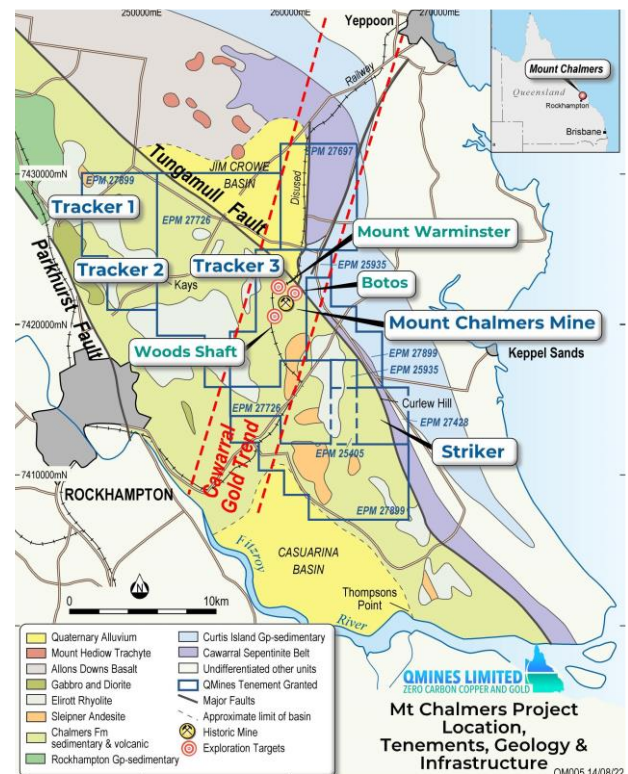 250000mE
260000mE
270000mE
Yeppoon
Railway
Mount Chalmers
Queensland
Rockhampton
Brisbane
7430000mN
EPM 27899
Tungamull Fault
JIM CROWE
BASIN
EPM 27697
Disused
Tracker 1
EPM 27726
Mount Warminster
Parkhurst Fault
Tracker 2
Kays
Tracker 3
EPM 25935
Botos
7420000mN
Mount Chalmers Mine
Woods Shaft
Keppel Sands
EPM 27899
EPM 25935
Curlew Hill
EPM 27726
EPM 27428
Striker
Cawarral
Gold Trend
EPM 25405
7410000mN
ROCKHAMPTON
EPM 27899
Fitzroy
River
CASUARINA
BASIN
Thompsons
Point
N
0
10km
Quaternary Alluvium
Mount Hediow Trachyte
Allons Downs Basalt
Gabbro and Diorite
Elirott Rhyolite
Sleipner Andesite
Chalmers Fm
sedimentary & volcanic
Rockhampton Gp-sedimentary
Curtis Island Gp-sedimentary
Cawarral Sepentinite Belt
Undifferentiated other units
QMines Tenement Granted
Major Faults
Approximate limit of basin
Historic Mine
Exploration Targets
QMINES LIMITED
ZERO CARBON COPPER AND GOLD
Mt Chalmers Project
Location,
Tenements, Geology &
Infrastructure
QM005 14/08/22